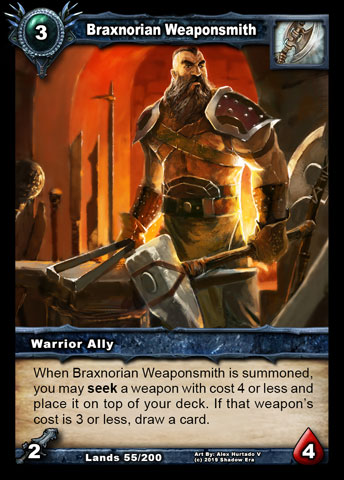 3
Braxnorian Weaponsmith
Warrior Ally
When Braxnorian Weaponsmith is summoned,
you may seek a weapon with cost 4 or less and
place it on top of your deck. If that weapon's
cost is 3 or less, draw a card.
2
Lands 55/200
Art By: Alex Hurtado V
(c) 2019 Shadow Era
4